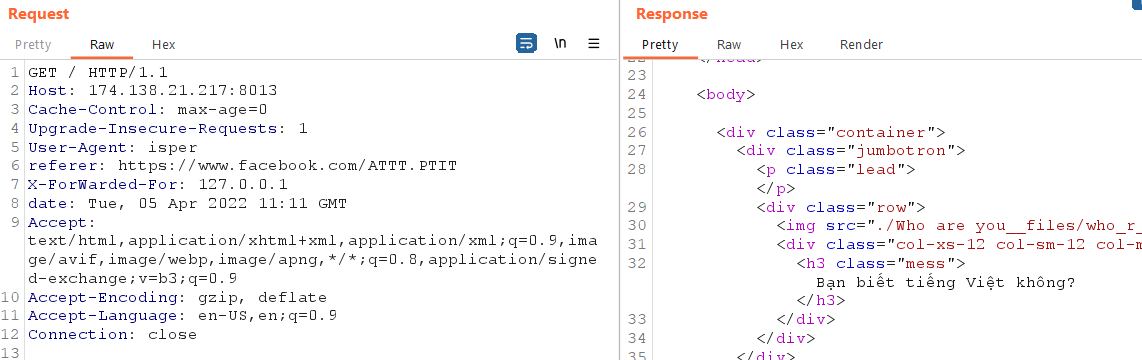 Request
Pretty Raw Hex \n
1 GET / HTTP/1.1
2 Host: 174.138.21.217:8013
3 Cache-Control: max-age=0
4 Upgrade-Insecure-Requests: 1
5 User-Agent: isper
6 referer: https://www.facebook.com/ATTT.PTIT
7 X-ForWarded-For: 127.0.0.1
8 date: Tue, 05 Apr 2022 11:11 GMT
9 Accept:
text/html,application/xhtml+xml,application/xml;q=0.9,ima
ge/avif,image/webp,image/apng,*/*;q=0.8,application/signe
d-exchange;v=b3;q=0.9
10 Accept-Encoding: gzip, deflate
11 Accept-Language: en-US,en;q=0.9
12 Connection: close
13
Response
Pretty Raw Hex Render
22 </head>
23
24 <body>
25
26 <div class="container">
27 <div class="jumbotron">
28 <p class="lead">
</p>
29 <div class="row">
30 <img src="./Who are you__files/who_r_
31 <div class="col-xs-12 col-sm-12 col-m
32 <h3 class="mess">
Bạn biết tiếng Việt không?
</h3>
33 </div>
34 </div>
35 </div>